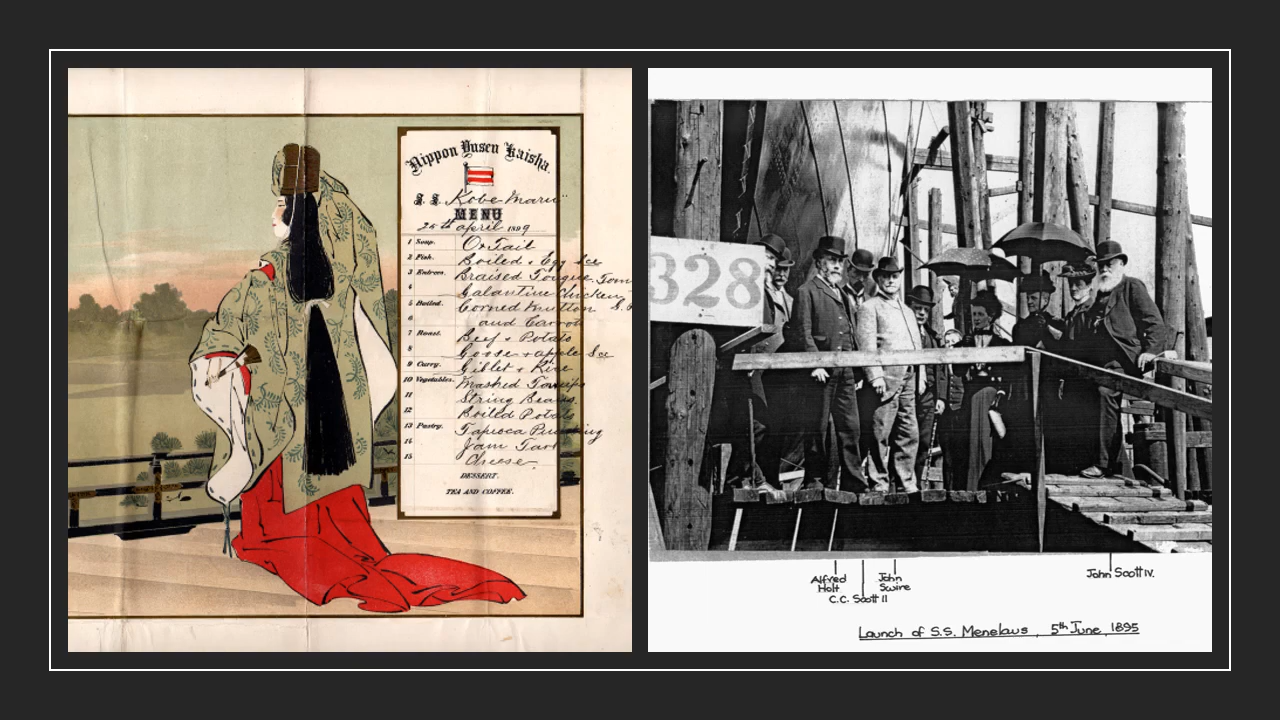 Nippon Yusen Kaisha.
S. S. Kobe Maru"
MENU
april 1899
1 Soup. Ox Tail
2 Fish. Boiled + Egg Sce
3 Entrees. Braised Tongue - Tom
4 Galantine Chicken
5 Boiled. Corned Mutton
6 and Carrot
7 Roast. Beef + Potato
8 Goose + apple Sce
9 Curry. Giblet + Rice
10 Vegetables. Mashed Turnips
11 String Beans.
12 Boiled Potato
13 Pastry. Tapioca Pudding
14 Jam Tart
15 Cheese
DESSERT.
TEA AND COFFEE.
328
Alfred
Holt
C.C. Scott II
John
Swire
John Scott IV.
Launch of S.S. Menelaus, 5th June, 1895